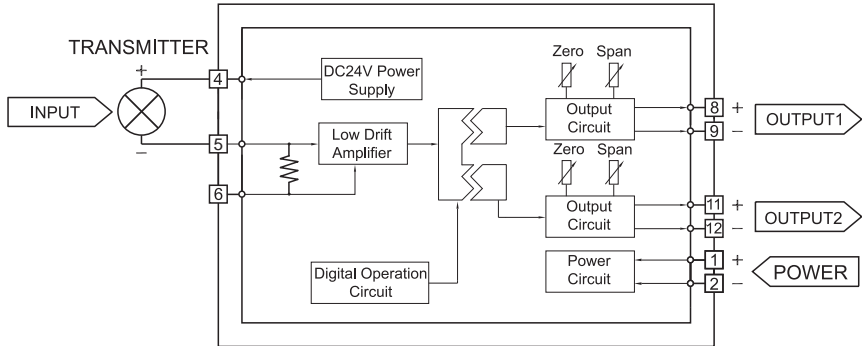 TRANSMITTER
+
INPUT
−
4
5
6
DC24V Power
Supply
Low Drift
Amplifier
Digital Operation
Circuit
Zero
Span
Output
Circuit
Zero
Span
Output
Circuit
Power
Circuit
8 +
9 −
OUTPUT1
11 +
12 −
OUTPUT2
1 +
2 −
POWER